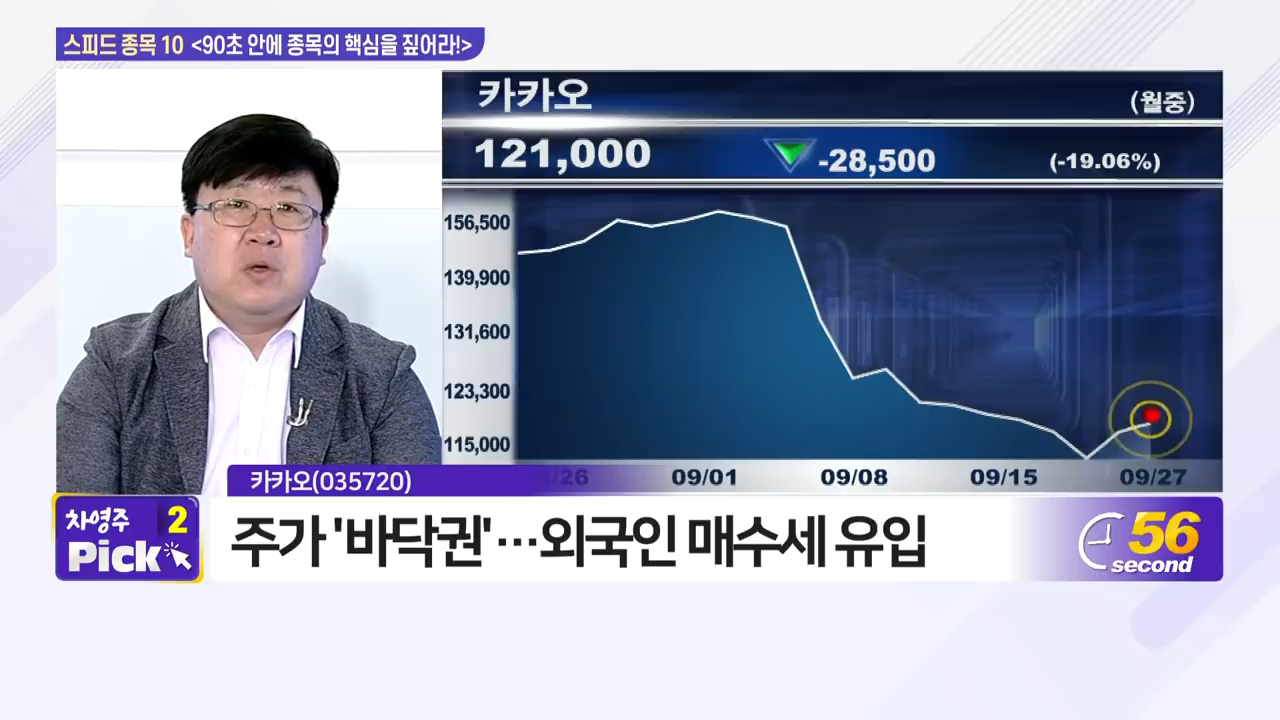 스피드 종목 10 <90초 안에 종목의 핵심을 짚어라!>
카카오
(월중)
121,000
-28,500
(-19.06%)
156,500
139,900
131,600
123,300
115,000
/26
09/01
09/08
09/15
09/27
카카오(035720)
차영주
2
Pick
주가 '바닥권'…외국인 매수세 유입
56
second